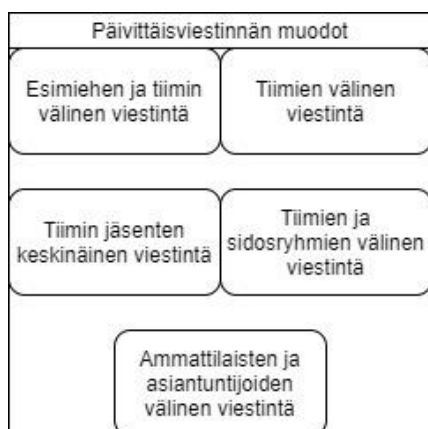 Päivittäisviestinnän muodot
Esimiehen ja tiimin
välinen viestintä
Tiimien välinen
viestintä
Tiimin jäsenten
keskinäinen viestintä
Tiimien ja
sidosryhmien välinen
viestintä
Ammattilaisten ja
asiantuntijoiden
välinen viestintä